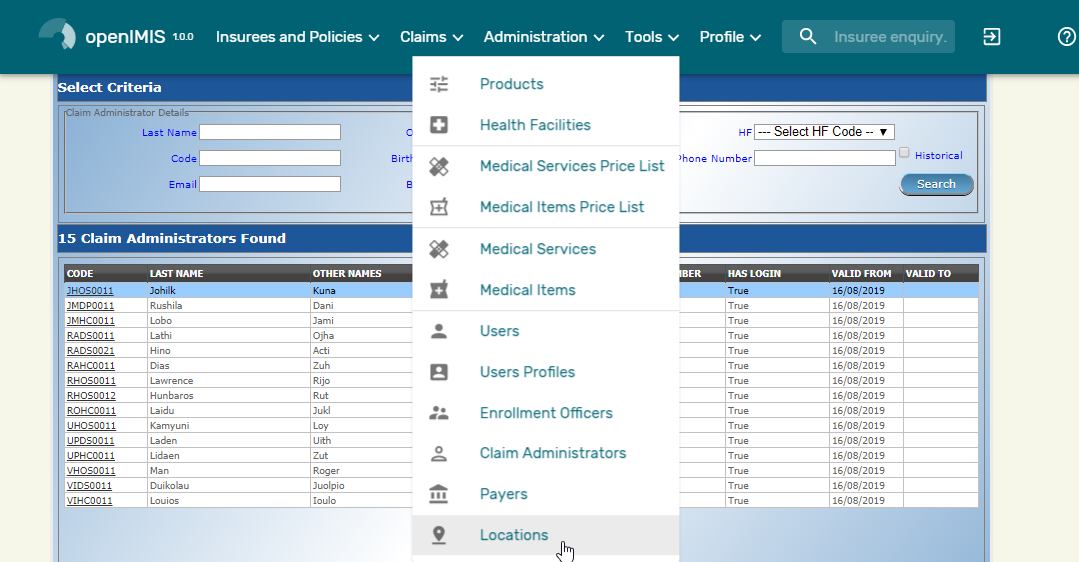 openIMIS 1.0.0 Insurees and Policies Claims Administration Tools Profile Insuree enquiry.
Select Criteria
Claim Administrator Details
Last Name HF --- Select HF Code --
Code Birt Phone Number Historical
Email B Search
15 Claim Administrators Found
CODE LAST NAME OTHER NAMES MBER HAS LOGIN VALID FROM VALID TO
JHOS0011 Johilk Kuna True 16/08/2019
JMDP0011 Rushila Dani True 16/08/2019
JMHC0011 Lobo Jami True 16/08/2019
RADS0011 Lathi Ojha True 16/08/2019
RADS0021 Hino Acti True 16/08/2019
RAHC0011 Dias Zuh True 16/08/2019
RHOS0011 Lawrence Rijo True 16/08/2019
RHOS0012 Hunbaros Rut True 16/08/2019
ROHC0011 Laidu Jukl True 16/08/2019
UHOS0011 Kamyuni Loy True 16/08/2019
UPDS0011 Laden Uith True 16/08/2019
UPHC0011 Lidaen Zut True 16/08/2019
VHOS0011 Man Roger True 16/08/2019
VIDS0011 Duikolau Juolpio True 16/08/2019
VIHC0011 Louios Ioulo True 16/08/2019
Products
Health Facilities
Medical Services Price List
Medical Items Price List
Medical Services
Medical Items
Users
Users Profiles
Enrollment Officers
Claim Administrators
Payers
Locations